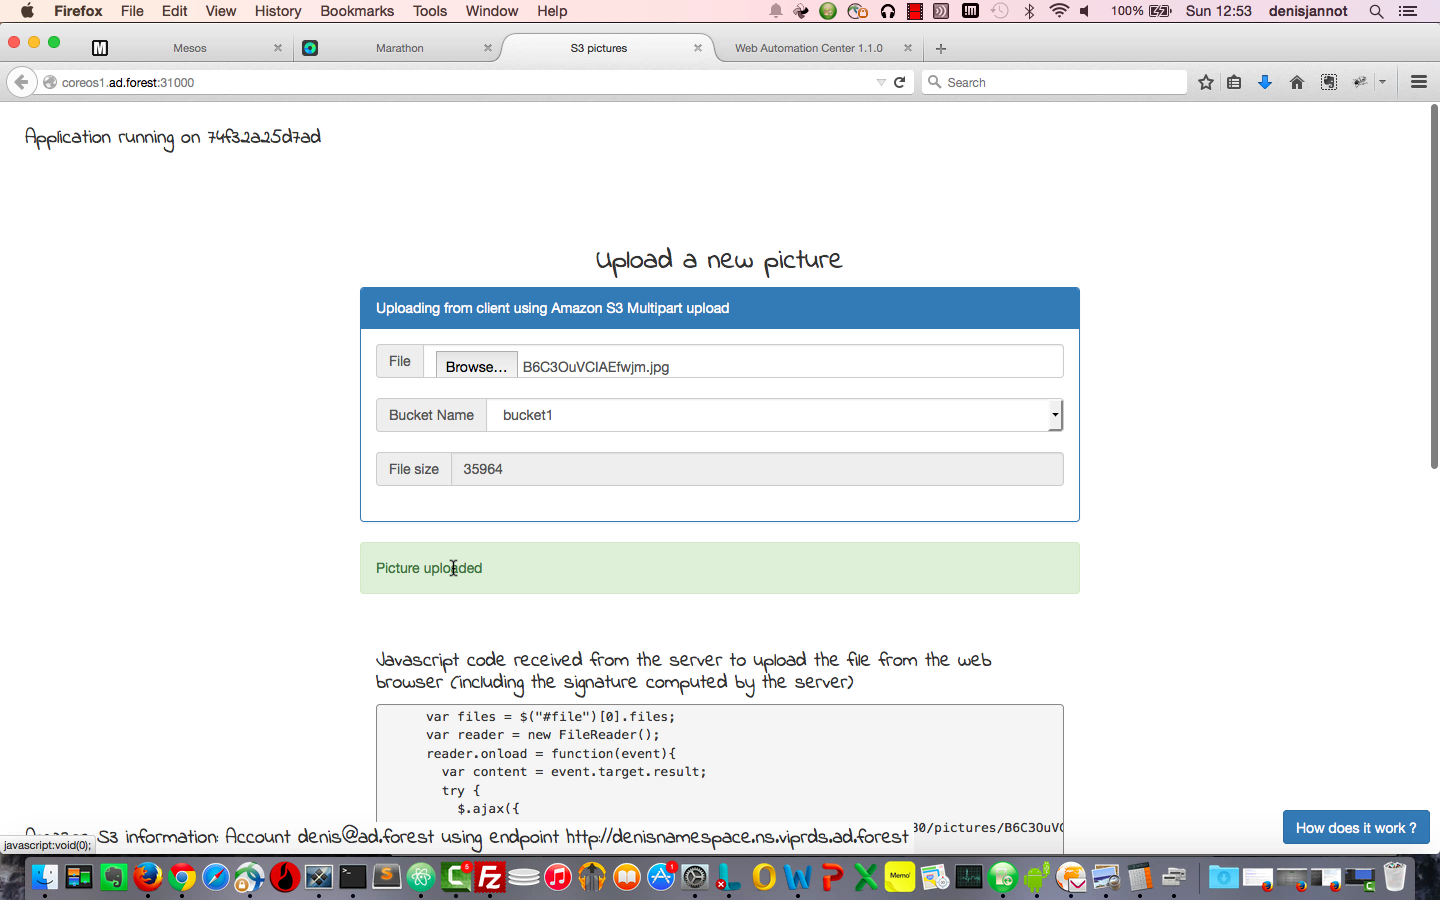 Firefox File Edit View History Bookmarks Tools Window Help 100% Sun 12:53 denisjannot
M Mesos Marathon S3 pictures Web Automation Center 1.1.0
coreos1.ad.forest:31000 Search
Application running on 74f32a25d7ad
Upload a new picture
Uploading from client using Amazon S3 Multipart upload
File Browse... B6C3OuVCIAEfwjm.jpg
Bucket Name bucket1
File size 35964
Picture uploaded
Javascript code received from the server to upload the file from the web
browser (including the signature computed by the server)
var files = $("#file")[0].files;
var reader = new FileReader();
reader.onload = function(event){
var content = event.target.result;
try {
$.ajax({
30/pictures/B6C3OuVC
Amazon S3 information: Account denis@ad.forest using endpoint http://denisnamespace.ns.viprds.ad.forest
How does it work ?
javascript:void(0);
Memo